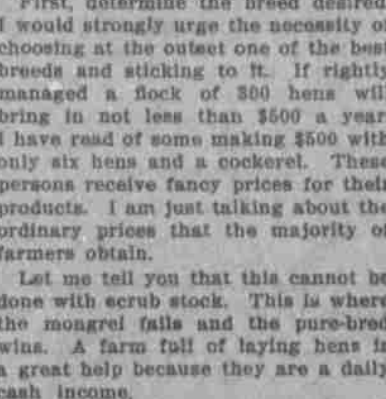 First, determine the breed desired
I would strongly urge the necessity of
choosing at the outset one of the best
breeds and sticking to it. If rightly
managed a flock of 300 hens will
bring in not less than $500 a year
I have read of some making $500 with
only six hens and a cockerel. These
persons receive fancy prices for their
products. I am just talking about the
ordinary prices that the majority of
farmers obtain.
Let me tell you that this cannot be
done with scrub stock. This is where
the mongrel fails and the pure-bred
wins. A farm full of laying hens is
a great help because they are a daily
cash income.